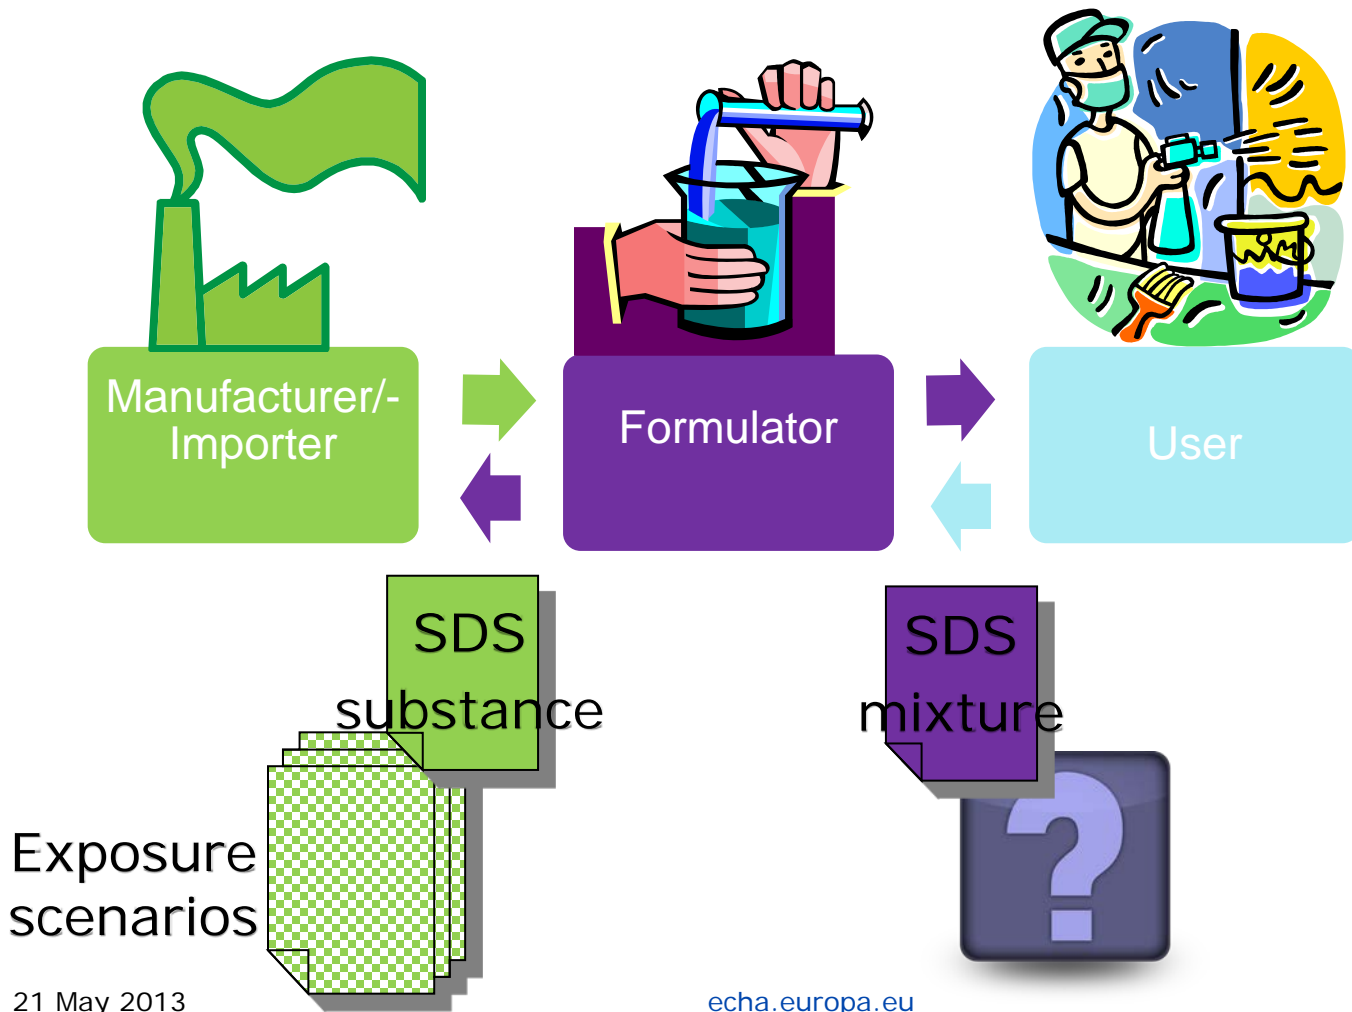 Manufacturer/-
Importer
Formulator
User
SDS
substance
SDS
mixture
?
Exposure
scenarios
21 May 2013
echa.europa.eu